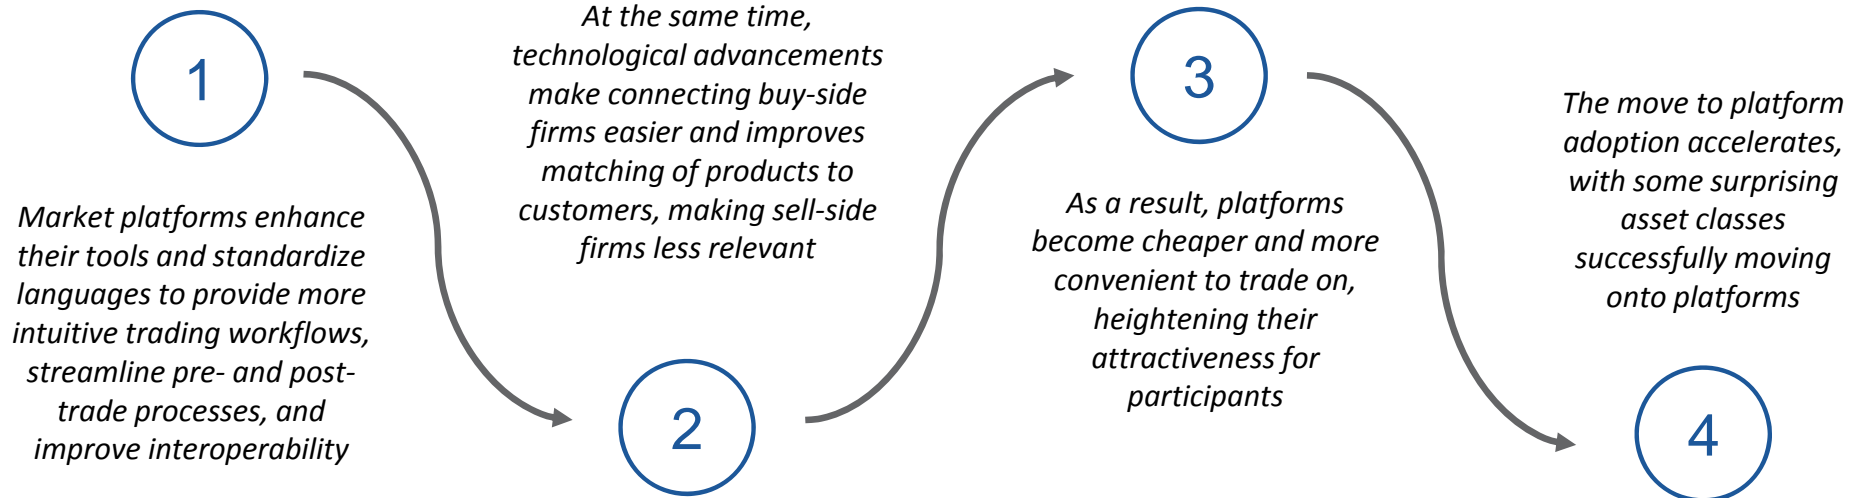 1
Market platforms enhance
their tools and standardize
languages to provide more
intuitive trading workflows,
streamline pre- and post-
trade processes, and
improve interoperability
At the same time,
technological advancements
make connecting buy-side
firms easier and improves
matching of products to
customers, making sell-side
firms less relevant
2
3
As a result, platforms
become cheaper and more
convenient to trade on,
heightening their
attractiveness for
participants
The move to platform
adoption accelerates,
with some surprising
asset classes
successfully moving
onto platforms
4